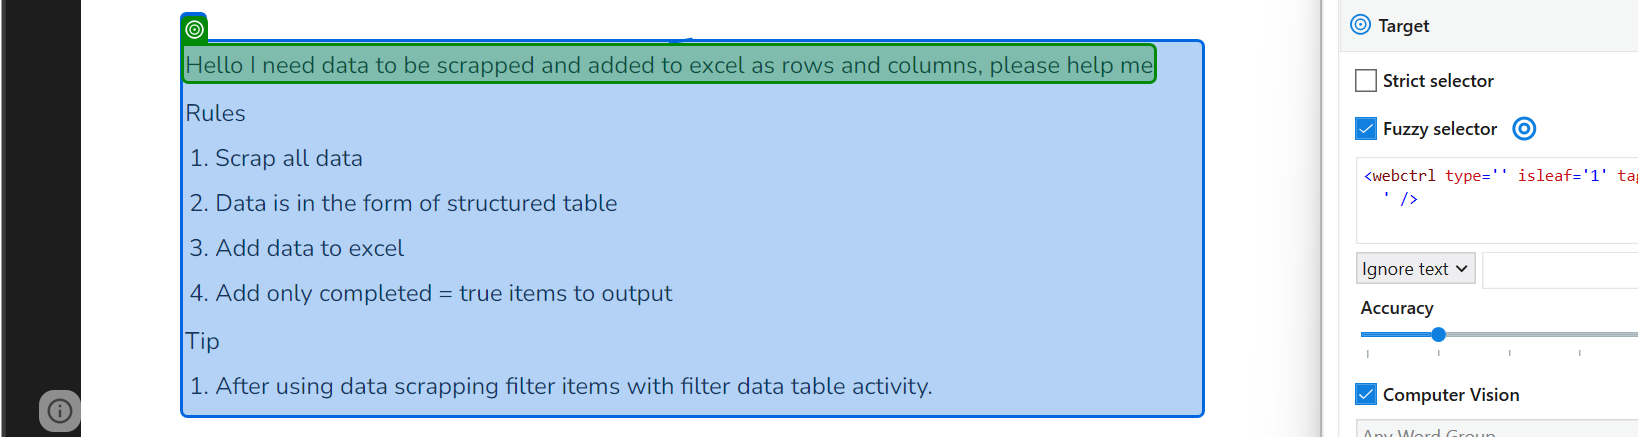 Hello I need data to be scrapped and added to excel as rows and columns, please help me
Rules
1. Scrap all data
2. Data is in the form of structured table
3. Add data to excel
4. Add only completed = true items to output
Tip
1. After using data scrapping filter items with filter data table activity.
Target
Strict selector
Fuzzy selector
<webctrl type='' isleaf='1' tag
' />
Ignore text
Accuracy
Computer Vision
Any Word Group